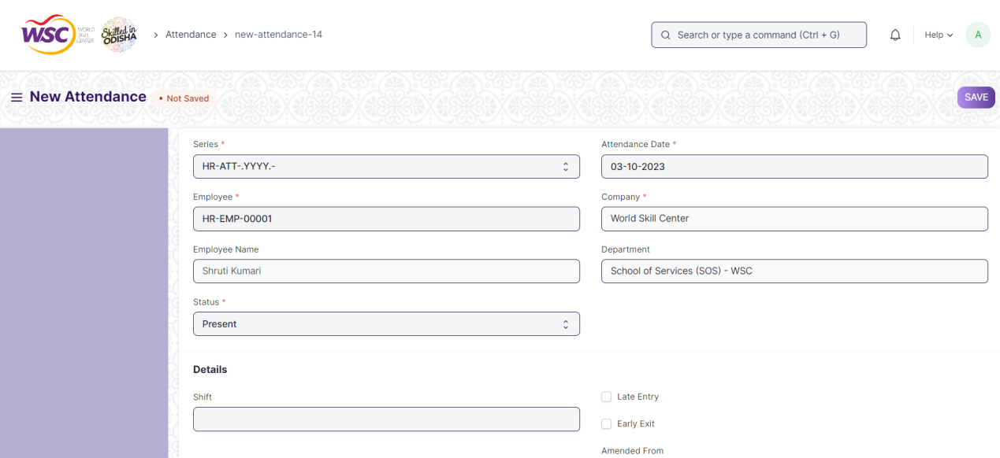 WSC WORLD SKILL CENTER Skilled in ODISHA > Attendance > new-attendance-14 Search or type a command (Ctrl + G) Help A
New Attendance • Not Saved SAVE
Series * Attendance Date *
HR-ATT-.YYYY.- 03-10-2023
Employee * Company *
HR-EMP-00001 World Skill Center
Employee Name Department
Shruti Kumari School of Services (SOS) - WSC
Status *
Present
Details
Shift Late Entry
Early Exit
Amended From